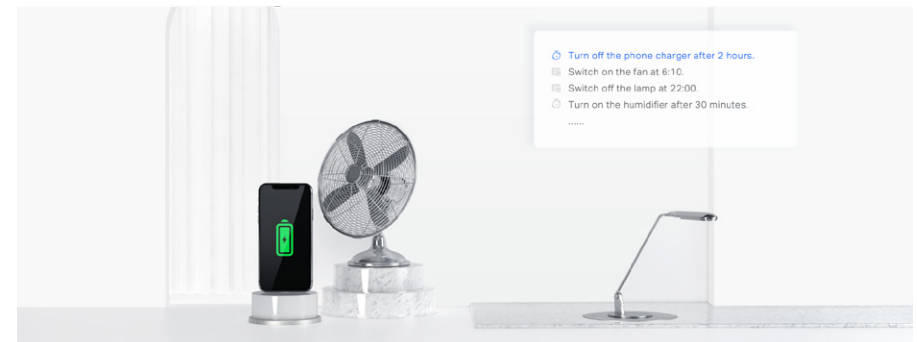 Turn off the phone charger after 2 hours.
Switch on the fan at 6:10.
Switch off the lamp at 22:00.
Turn on the humidifier after 30 minutes.
......